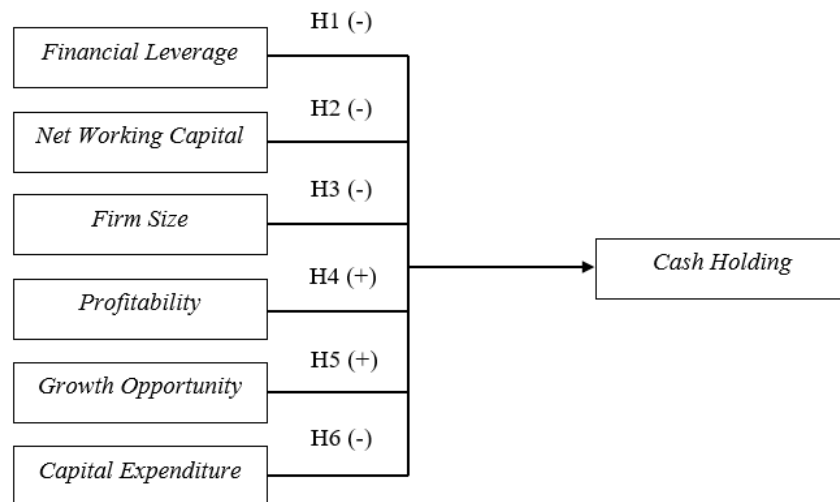 H1 (-)
Financial Leverage
H2 (-)
Net Working Capital
H3 (-)
Firm Size
H4 (+)
Cash Holding
Profitability
H5 (+)
Growth Opportunity
H6 (-)
Capital Expenditure